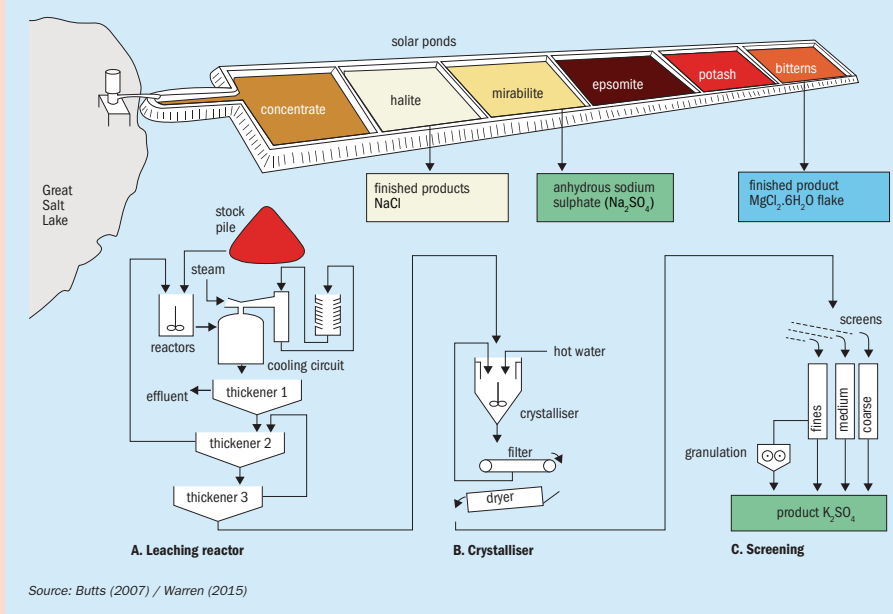 solar ponds
concentrate
halite
mirabilite
epsomite
potash
bitterns
Great
Salt
Lake
finished products
NaCl
anhydrous sodium
sulphate (Na₂SO₄)
finished product
MgCl₂.6H₂O flake
stock
pile
steam
reactors
cooling circuit
effluent
thickener 1
thickener 2
thickener 3
hot water
crystalliser
filter
dryer
screens
fines
medium
coarse
granulation
product K₂SO₄
A. Leaching reactor
B. Crystalliser
C. Screening
Source: Butts (2007) / Warren (2015)